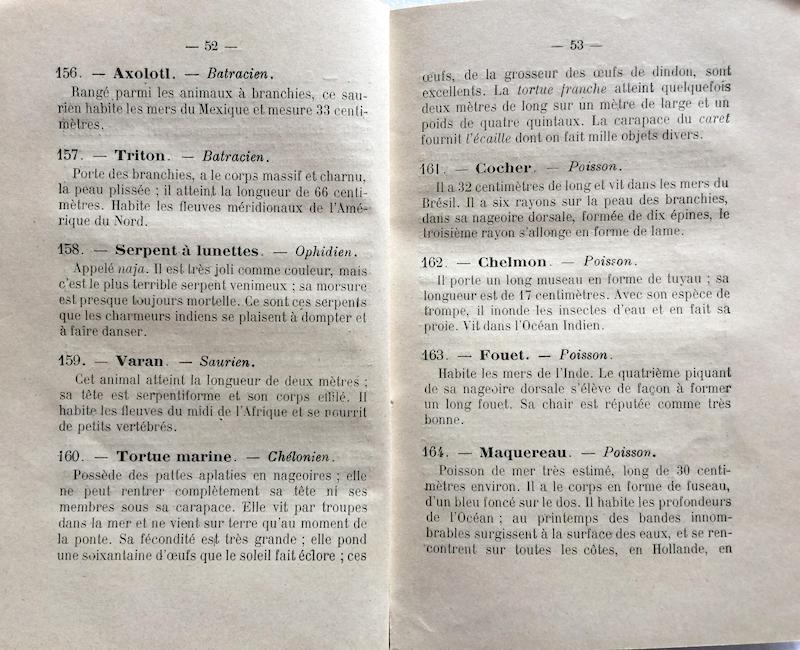 — 52 —
156. — Axolotl. — Batracien.
Rangé parmi les animaux à branchies, ce sau-
rien habite les mers du Mexique et mesure 33 centi-
mètres.
157. — Triton. — Batracien.
Porte des branchies, a le corps massif et charnu,
la peau plissée ; il atteint la longueur de 66 centi-
mètres. Habite les fleuves méridionaux de l'Amé-
rique du Nord.
158. — Serpent à lunettes. — Ophidien.
Appelé naja. Il est très joli comme couleur, mais
c'est le plus terrible serpent venimeux ; sa morsure
est presque toujours mortelle. Ce sont ces serpents
que les charmeurs indiens se plaisent à dompter et
à faire danser.
159. — Varan. — Saurien.
Cet animal atteint la longueur de deux mètres ;
sa tête est serpentiforme et son corps effilé. Il
habite les fleuves du midi de l'Afrique et se nourrit
de petits vertébrés.
160. — Tortue marine. — Chélonien.
Possède des pattes aplaties en nageoires ; elle
ne peut rentrer complètement sa tête ni ses
membres sous sa carapace. Elle vit par troupes
dans la mer et ne vient sur terre qu'au moment de
la ponte. Sa fécondité est très grande ; elle pond
une soixantaine d'œufs que le soleil fait éclore ; ces
— 53 —
œufs, de la grosseur des œufs de dindon, sont
excellents. La tortue franche atteint quelquefois
deux mètres de long sur un mètre de large et un
poids de quatre quintaux. La carapace du caret
fournit l'écaille dont on fait mille objets divers.
161. — Cocher. — Poisson.
Il a 32 centimètres de long et vit dans les mers du
Brésil. Il a six rayons sur la peau des branchies,
dans sa nageoire dorsale, formée de dix épines, le
troisième rayon s'allonge en forme de lame.
162. — Chelmon. — Poisson.
Il porte un long museau en forme de tuyau ; sa
longueur est de 17 centimètres. Avec son espèce de
trompe, il inonde les insectes d'eau et en fait sa
proie. Vit dans l'Océan Indien.
163. — Fouet. — Poisson.
Habite les mers de l'Inde. Le quatrième piquant
de sa nageoire dorsale s'élève de façon à former
un long fouet. Sa chair est réputée comme très
bonne.
164. — Maquereau. — Poisson.
Poisson de mer très estimé, long de 30 centi-
mètres environ. Il a le corps en forme de fuseau,
d'un bleu foncé sur le dos. Il habite les profondeurs
de l'Océan ; au printemps des bandes innom-
brables surgissent à la surface des eaux, et se ren-
contrent sur toutes les côtes, en Hollande, en